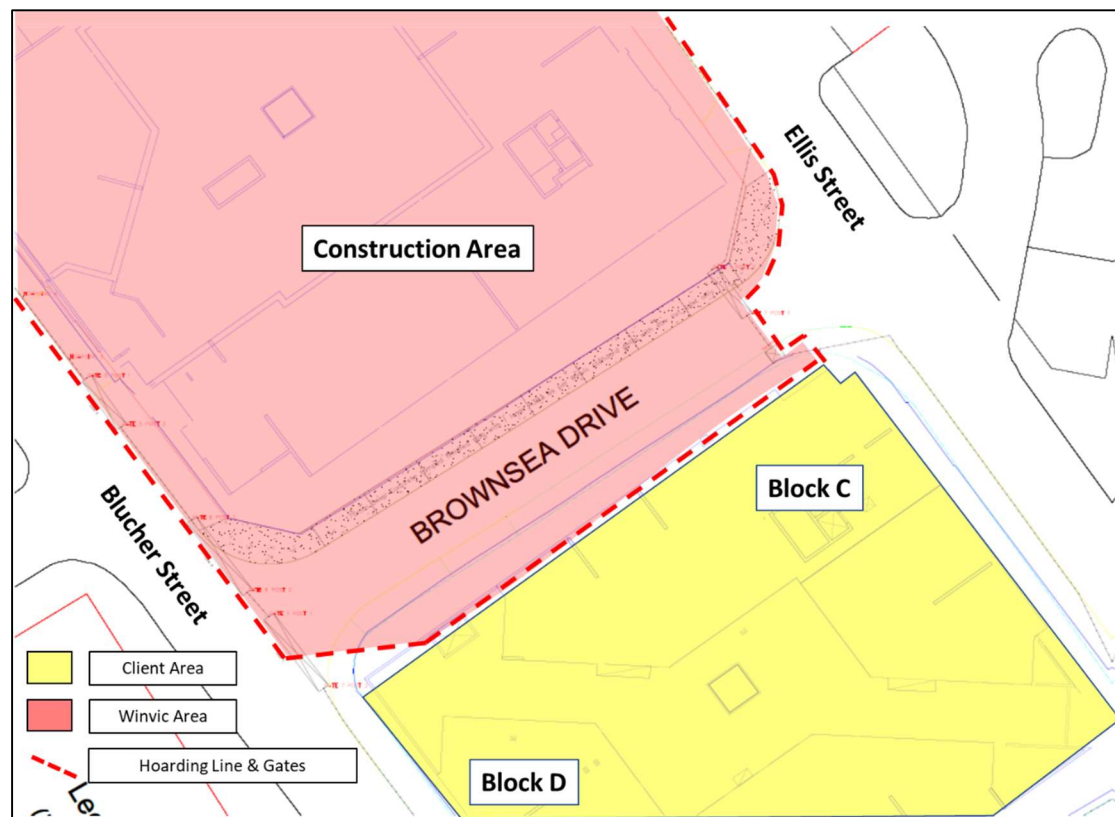 Ellis Street
Construction Area
BROWNSEA DRIVE
Block C
Blucher Street
Client Area
Winvic Area
Hoarding Line & Gates
Block D